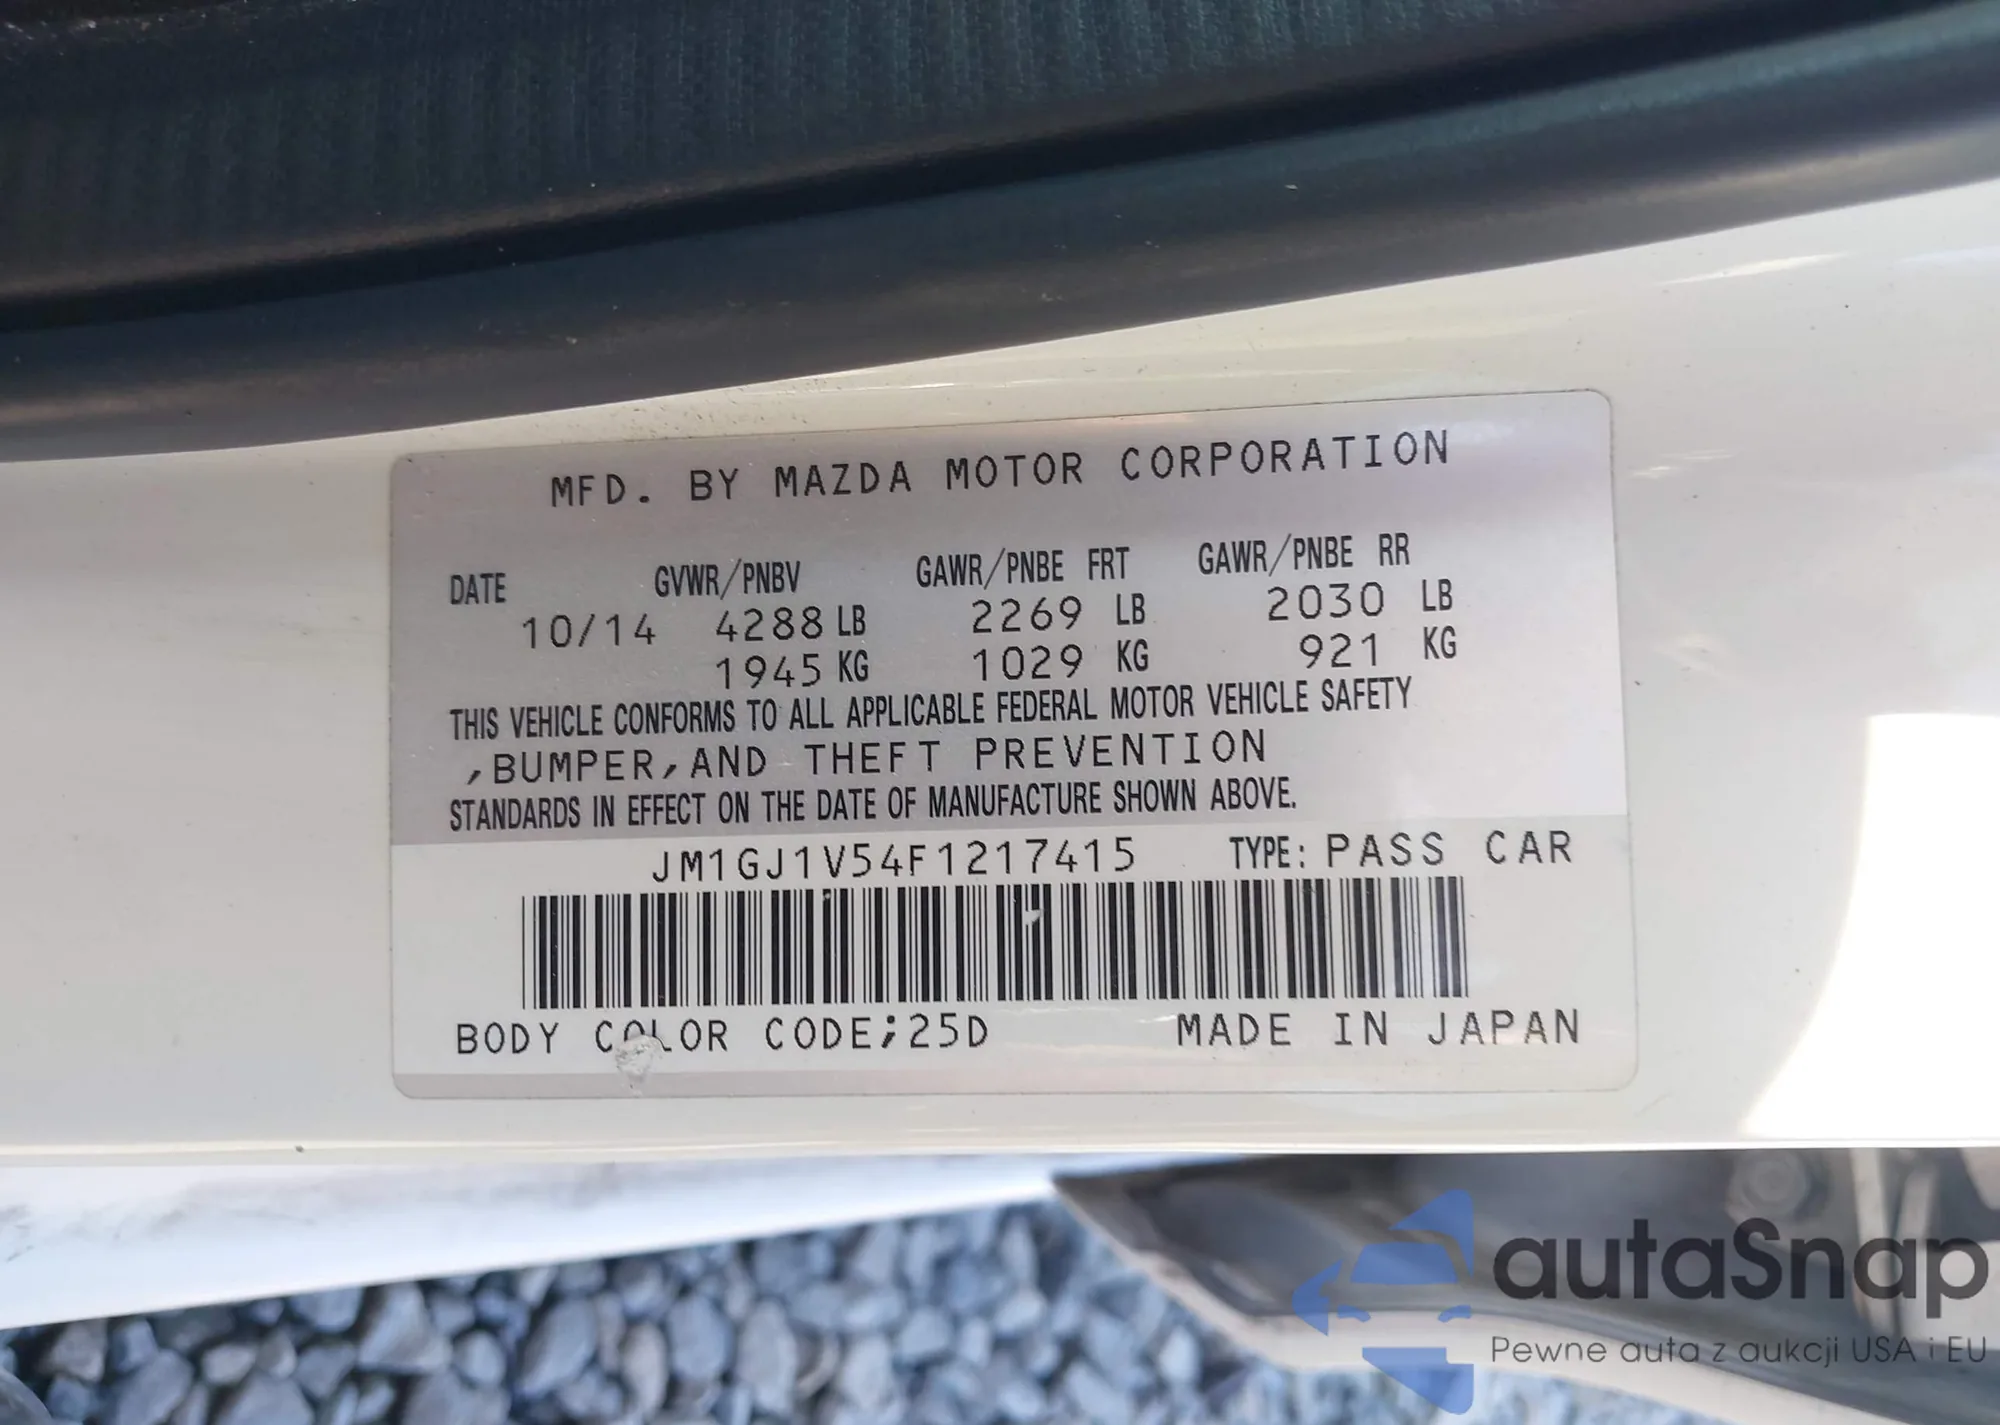 MFD. BY MAZDA MOTOR CORPORATION
DATE GVWR/PNBV GAWR/PNBE FRT GAWR/PNBE RR
10/14 4288 LB 2269 LB 2030 LB
1945 KG 1029 KG 921 KG
THIS VEHICLE CONFORMS TO ALL APPLICABLE FEDERAL MOTOR VEHICLE SAFETY
,BUMPER,AND THEFT PREVENTION
STANDARDS IN EFFECT ON THE DATE OF MANUFACTURE SHOWN ABOVE.
JM1GJ1V54F1217415 TYPE: PASS CAR
BODY COLOR CODE;25D MADE IN JAPAN
autaSnap
Pewne auta z aukcji USA i EU